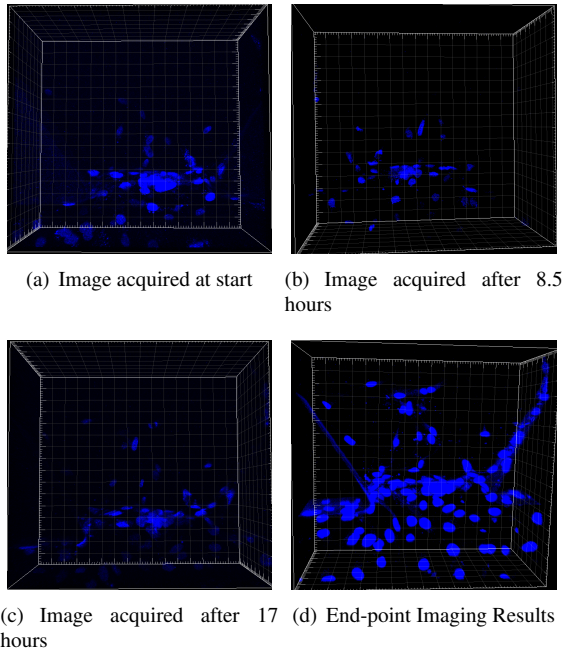 (a) Image acquired at start
(b) Image acquired after 8.5
hours
(c) Image acquired after 17
hours
(d) End-point Imaging Results